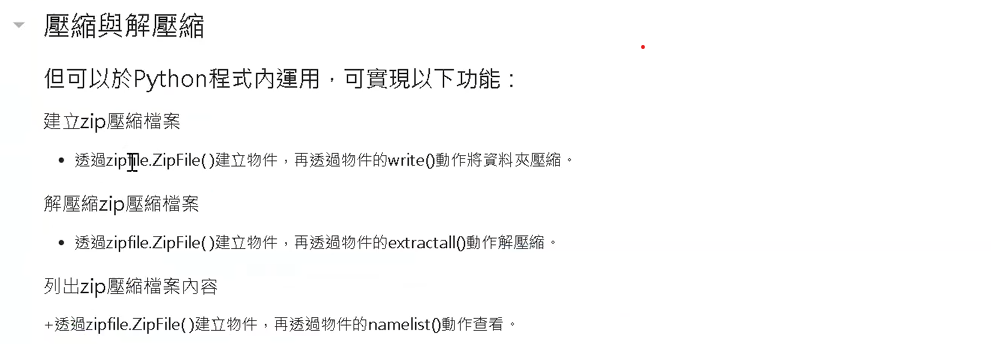 壓縮與解壓縮
但可以於Python程式內運用，可實現以下功能：
建立zip壓縮檔案
• 透過zipfile.ZipFile( )建立物件，再透過物件的write()動作將資料夾壓縮。
解壓縮zip壓縮檔案
• 透過zipfile.ZipFile( )建立物件，再透過物件的extractall()動作解壓縮。
列出zip壓縮檔案內容
+透過zipfile.ZipFile( )建立物件，再透過物件的namelist()動作查看。